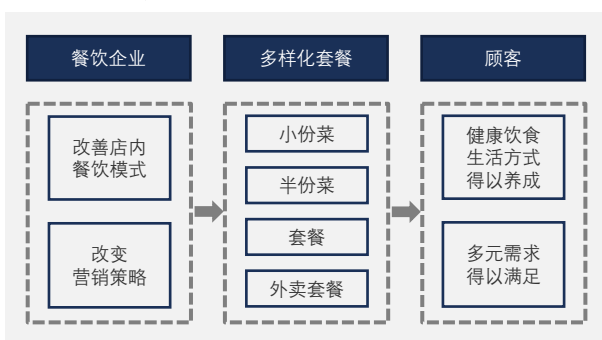 餐饮企业
改善店内
餐饮模式
改变
营销策略
多样化套餐
小份菜
半份菜
套餐
外卖套餐
顾客
健康饮食
生活方式
得以养成
多元需求
得以满足